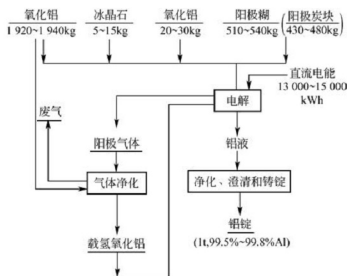 氧化铝 冰晶石 氧化铝 阳极糊 阳极炭块
1 920~1 940kg 5~15kg 20~30kg 510~540kg (430~480kg)
直流电能
13 000~15 000
kWh
电解
废气
阳极气体
铝液
气体净化
净化、澄清和铸锭
载氢氧化铝
铝锭
(1t,99.5%~99.8%Al)